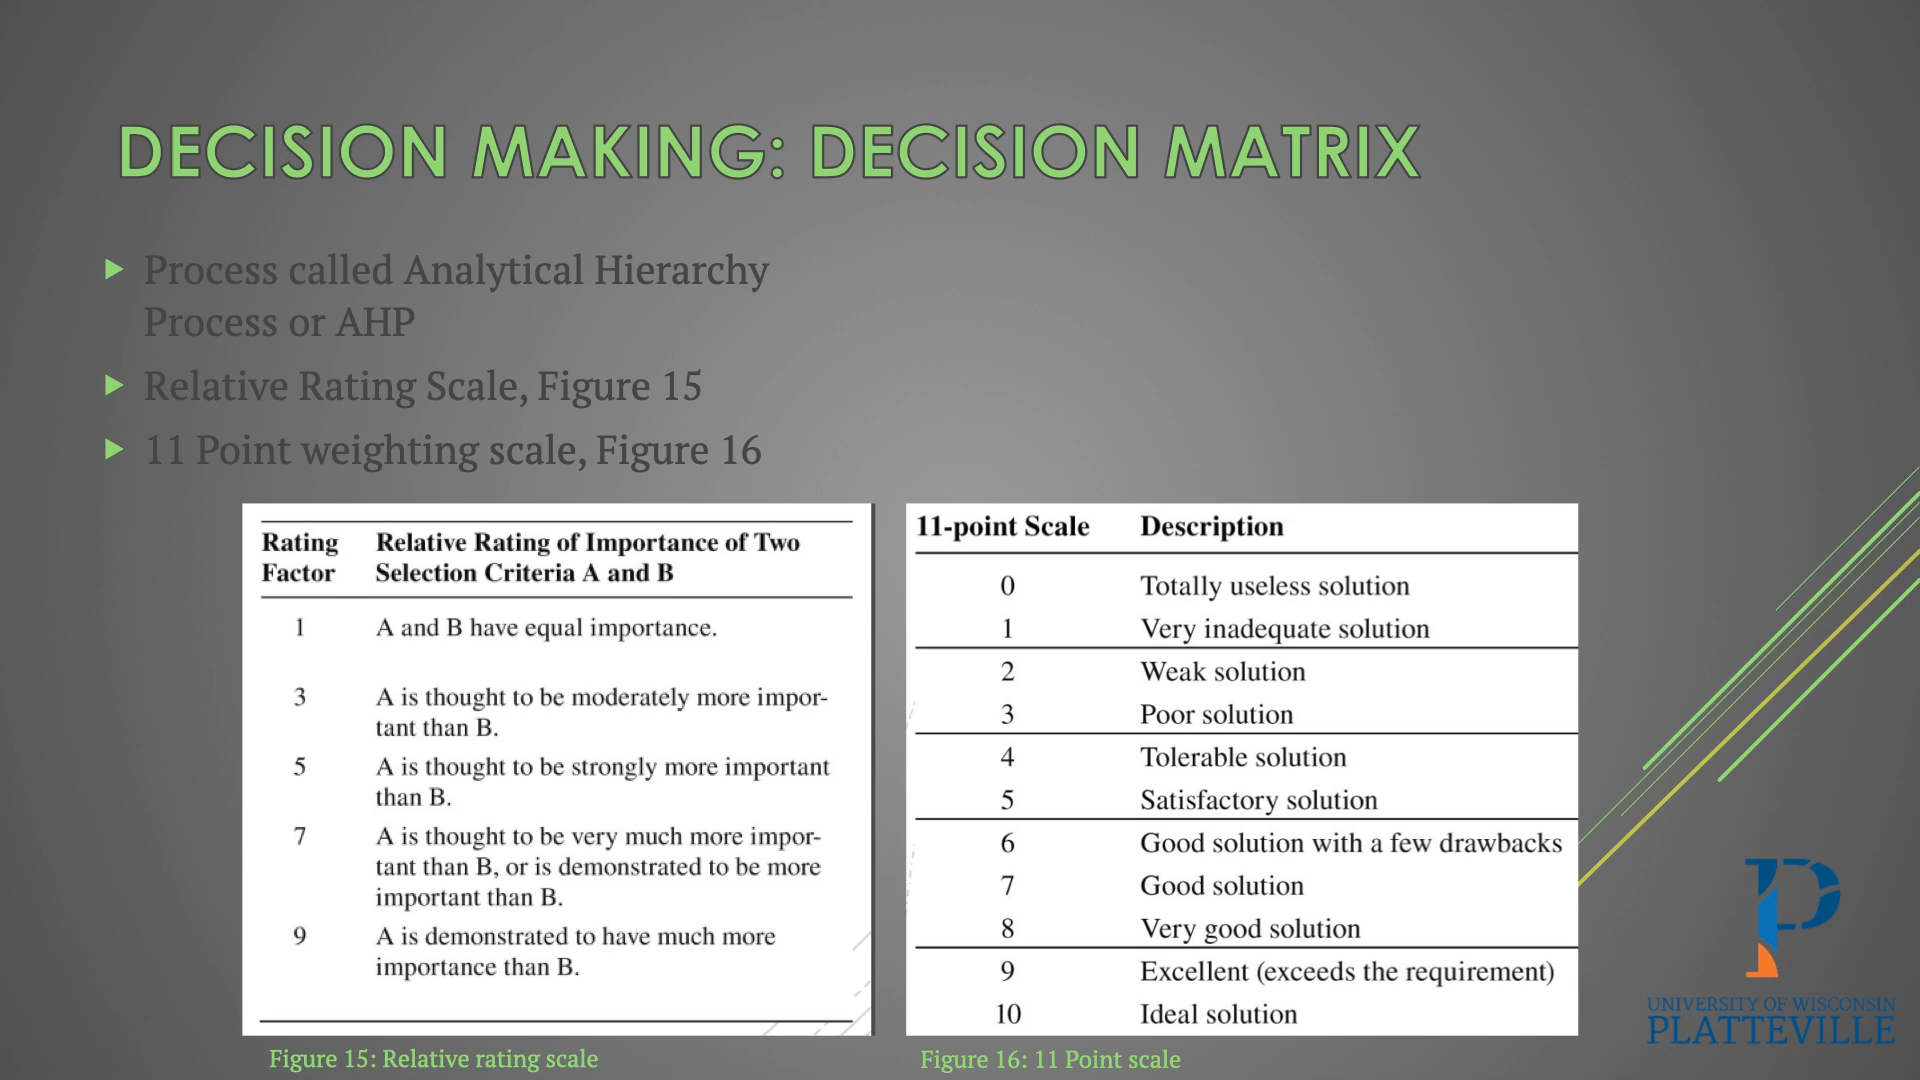 DECISION MAKING: DECISION MATRIX
Process called Analytical Hierarchy
Process or AHP
Relative Rating Scale, Figure 15
11 Point weighting scale, Figure 16
Rating Relative Rating of Importance of Two
Factor Selection Criteria A and B
1 A and B have equal importance.
3 A is thought to be moderately more impor-
tant than B.
5 A is thought to be strongly more important
than B.
7 A is thought to be very much more impor-
tant than B, or is demonstrated to be more
important than B.
9 A is demonstrated to have much more
importance than B.
Figure 15: Relative rating scale
11-point Scale Description
0 Totally useless solution
1 Very inadequate solution
2 Weak solution
3 Poor solution
4 Tolerable solution
5 Satisfactory solution
6 Good solution with a few drawbacks
7 Good solution
8 Very good solution
9 Excellent (exceeds the requirement)
10 Ideal solution
Figure 16: 11 Point scale
UNIVERSITY OF WISCONSIN
PLATTEVILLE